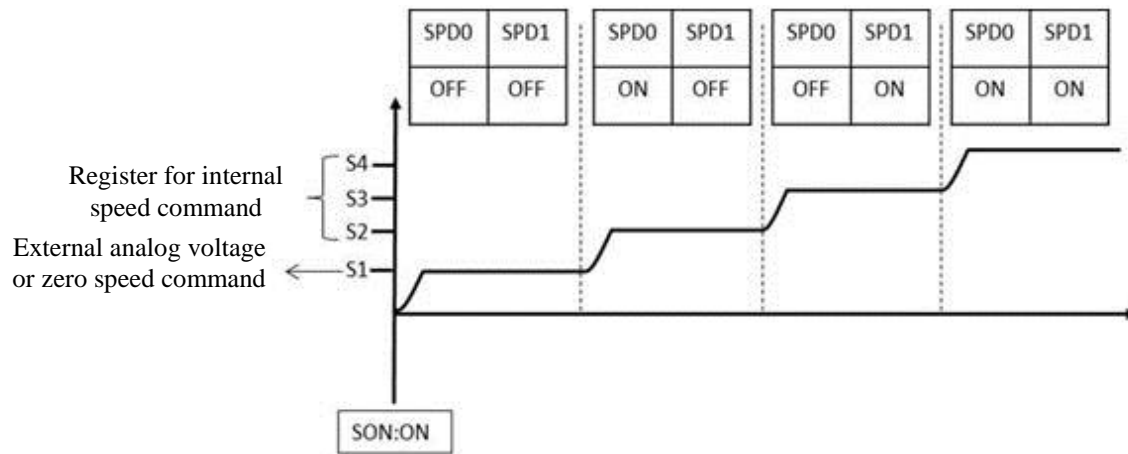 SPD0 SPD1 SPD0 SPD1 SPD0 SPD1 SPD0 SPD1
OFF OFF ON OFF OFF ON ON ON
S4
Register for internal
speed command
S3
S2
External analog voltage
or zero speed command
S1
SON:ON